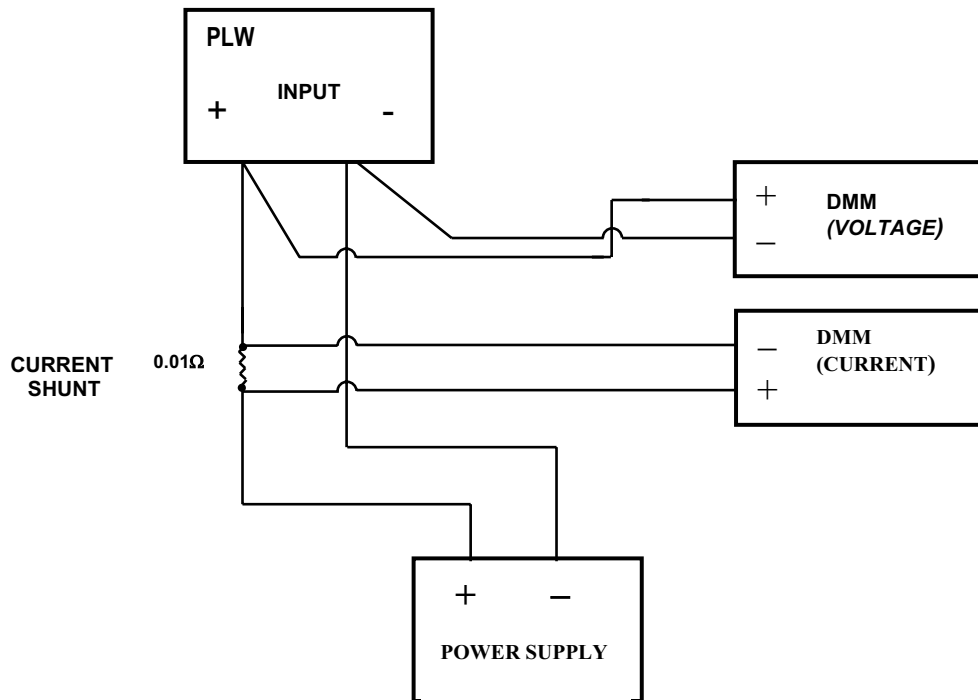 PLW
INPUT
+ -
+
DMM
(VOLTAGE)
−
CURRENT
SHUNT
0.01Ω
−
DMM
(CURRENT)
+
+ −
POWER SUPPLY